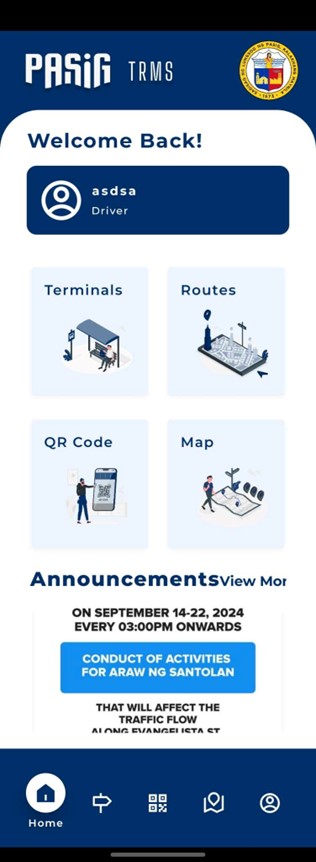 PASIG TRMS
Welcome Back!
asdsa
Driver
Terminals
Routes
QR Code
Map
Announcements
View Mor
ON SEPTEMBER 14-22, 2024
EVERY 03:00PM ONWARDS
CONDUCT OF ACTIVITIES
FOR ARAW NG SANTOLAN
THAT WILL AFFECT THE
TRAFFIC FLOW
ALONG EVANGELISTA ST
Home